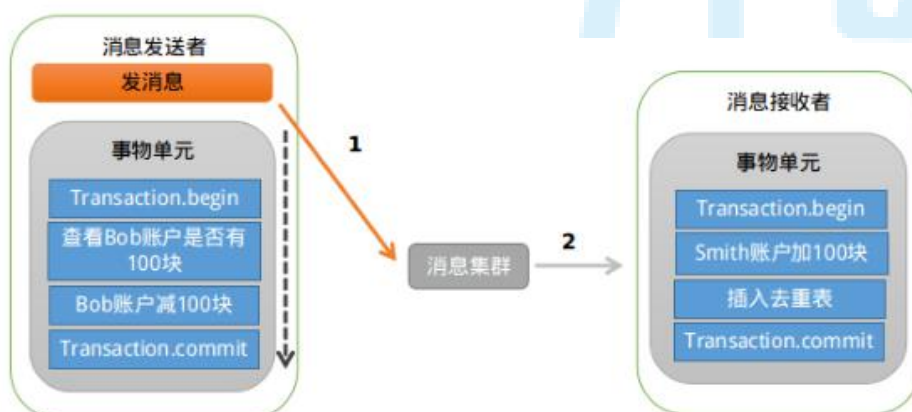 消息发送者
发消息
事物单元
Transaction.begin
查看Bob账户是否有
100块
Bob账户减100块
Transaction.commit
1
消息集群
2
消息接收者
事物单元
Transaction.begin
Smith账户加100块
插入去重表
Transaction.commit